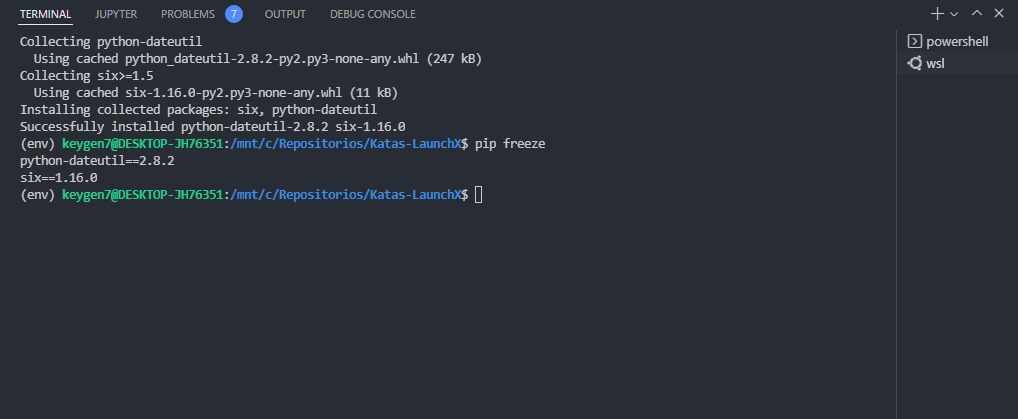 TERMINAL JUPYTER PROBLEMS 7 OUTPUT DEBUG CONSOLE
Collecting python-dateutil
  Using cached python_dateutil-2.8.2-py2.py3-none-any.whl (247 kB)
Collecting six>=1.5
  Using cached six-1.16.0-py2.py3-none-any.whl (11 kB)
Installing collected packages: six, python-dateutil
Successfully installed python-dateutil-2.8.2 six-1.16.0
(env) keygen7@DESKTOP-JH76351:/mnt/c/Repositorios/Katas-LaunchX$ pip freeze
python-dateutil==2.8.2
six==1.16.0
(env) keygen7@DESKTOP-JH76351:/mnt/c/Repositorios/Katas-LaunchX$
powershell
wsl